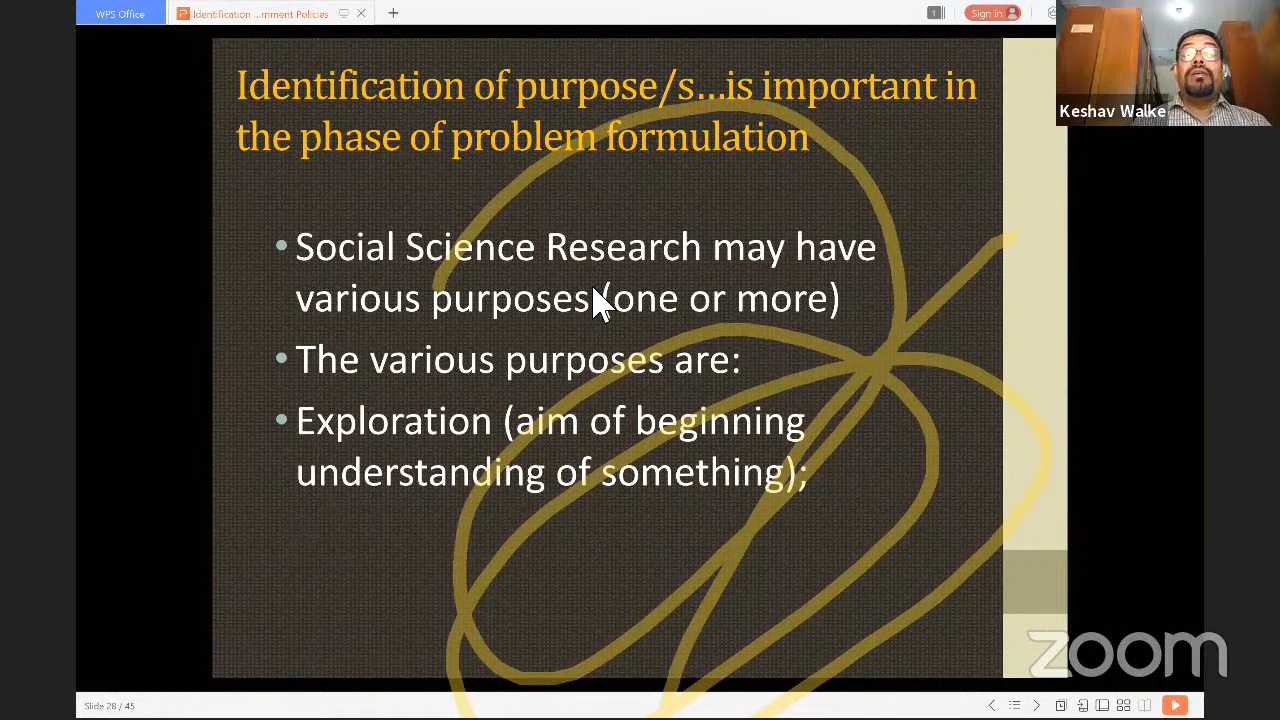 WPS Office
Identification ...rnment Policies
1
Sign in
Keshav Walke
Identification of purpose/s...is important in
the phase of problem formulation
• Social Science Research may have
various purposes (one or more)
• The various purposes are:
• Exploration (aim of beginning
understanding of something);
zoom
Slide 28 / 45